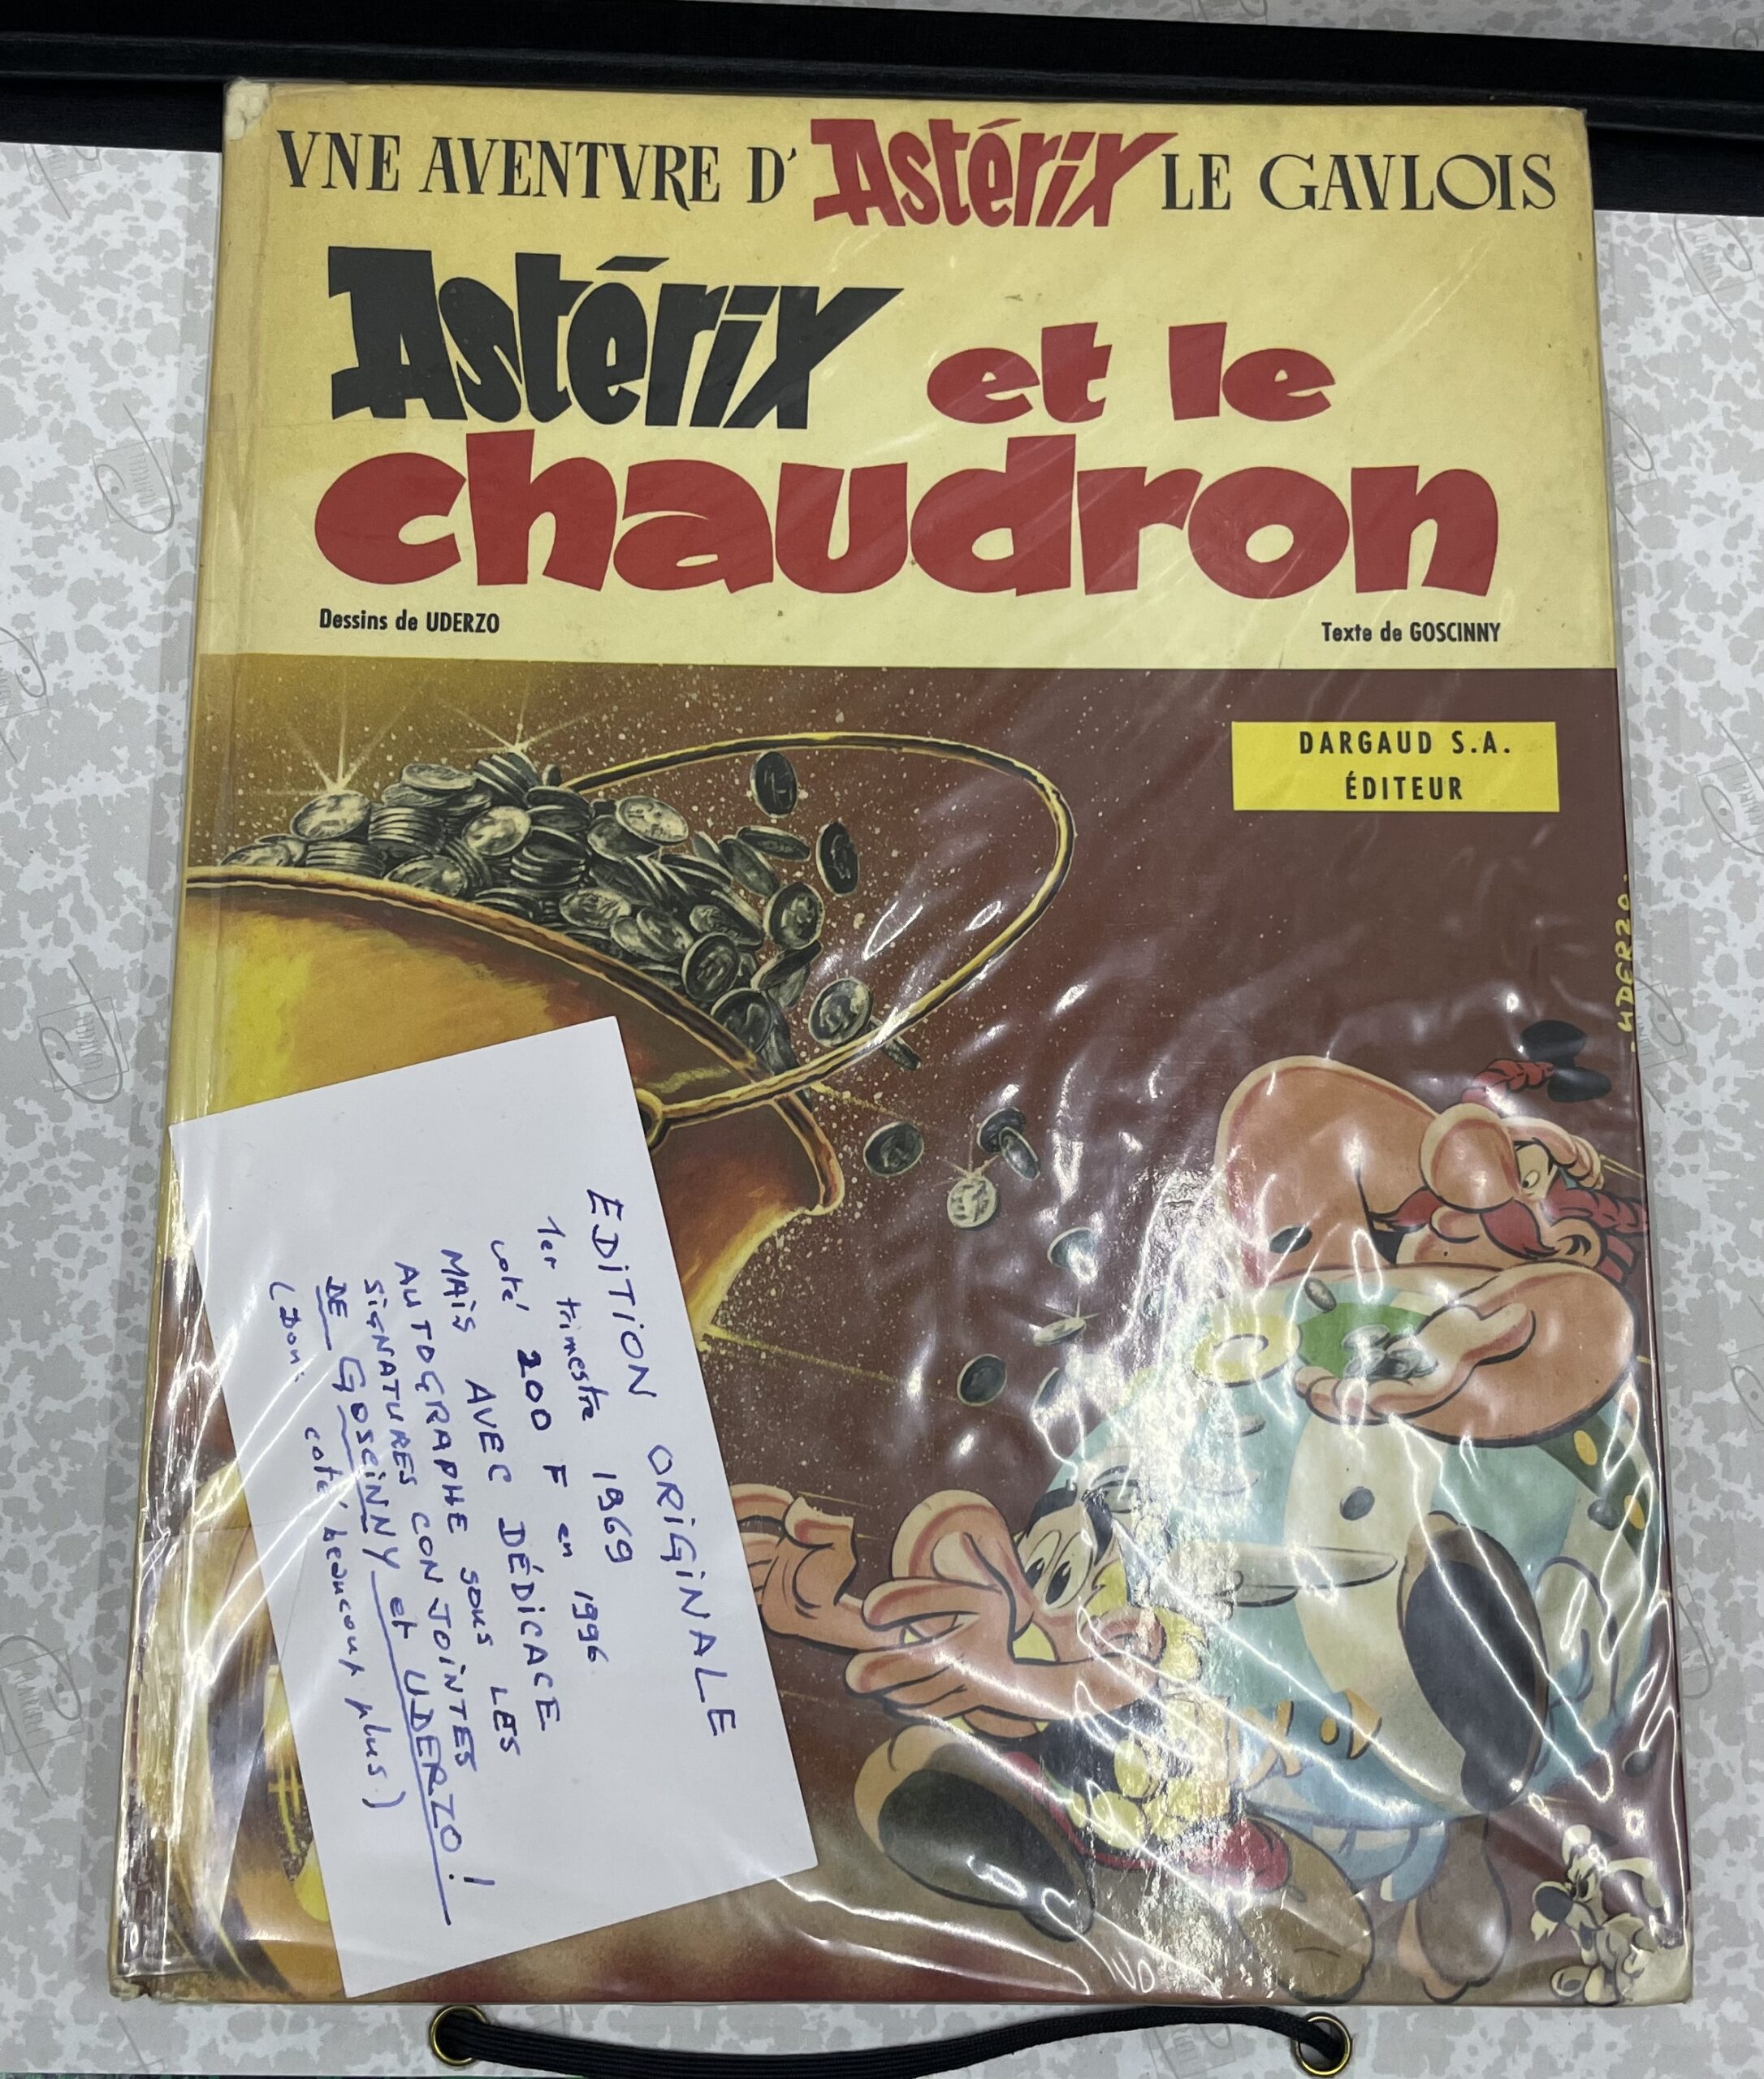 VNE AVENTVRE D' Astérix LE GAVLOIS
Astérix et le
chaudron
Dessins de UDERZO
Texte de GOSCINNY
DARGAUD S.A.
ÉDITEUR
UDERZO.
EDITION ORIGINALE
1er trimestre 1969
coté 200 F en 1996
MAIS AVEC DÉDICACE
AUTOGRAPHE SOUS LES
SIGNATURES CONJOINTES
DE GOSCINNY et UDERZO !
(Donc coté beaucoup plus)